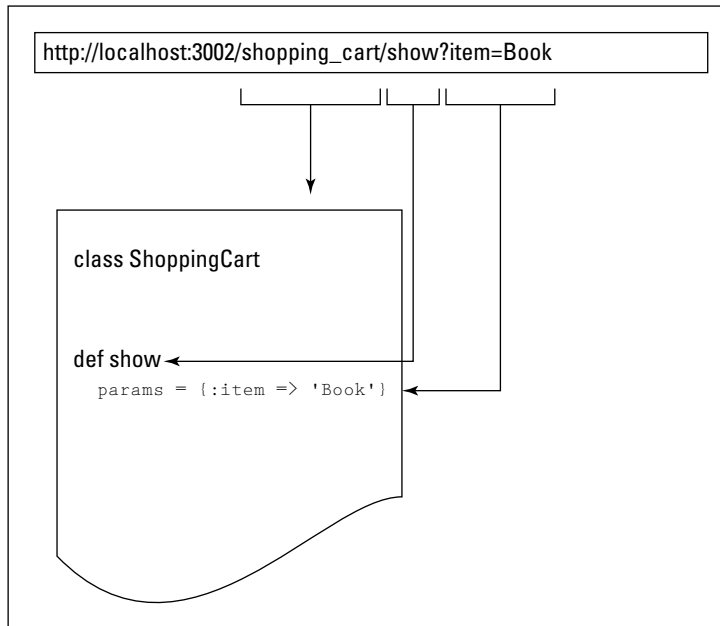 http://localhost:3002/shopping_cart/show?item=Book
class ShoppingCart
def show
params = {:item => 'Book'}